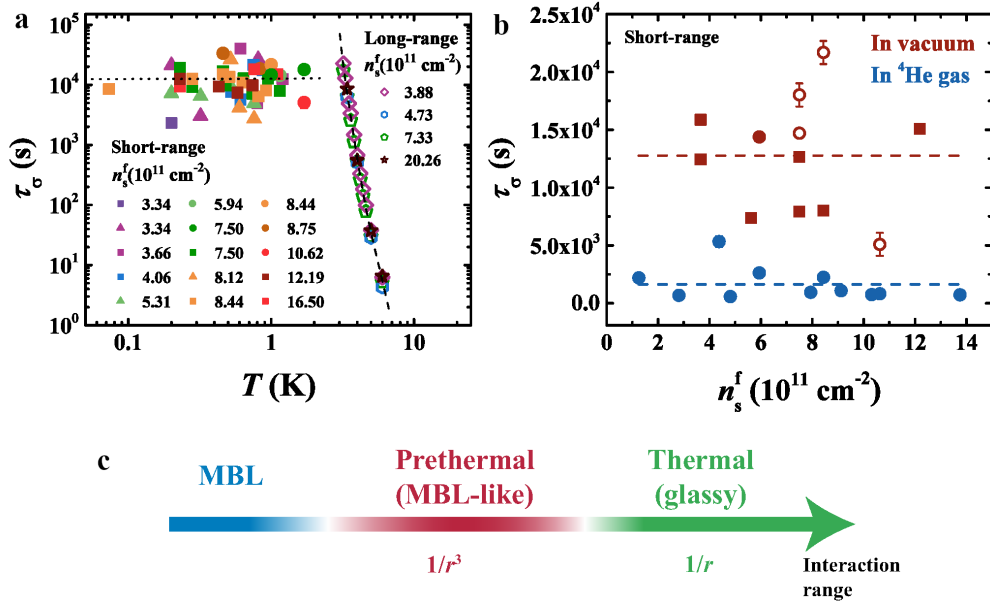 a
Long-range
n_s^f(10^11 cm^-2)
3.88
4.73
7.33
20.26
Short-range
n_s^f(10^11 cm^-2)
3.34 5.94 8.44
3.34 7.50 8.75
3.66 7.50 10.62
4.06 8.12 12.19
5.31 8.44 16.50
10^5
10^4
10^3
10^2
10^1
10^0
τ_σ (s)
0.1 1 10
T (K)
b
Short-range
In vacuum
In ^4He gas
2.5x10^4
2.0x10^4
1.5x10^4
1.0x10^4
5.0x10^3
0.0
τ_σ (s)
0 2 4 6 8 10 12 14
n_s^f (10^11 cm^-2)
c
MBL
Prethermal
(MBL-like)
Thermal
(glassy)
1/r^3
1/r
Interaction
range